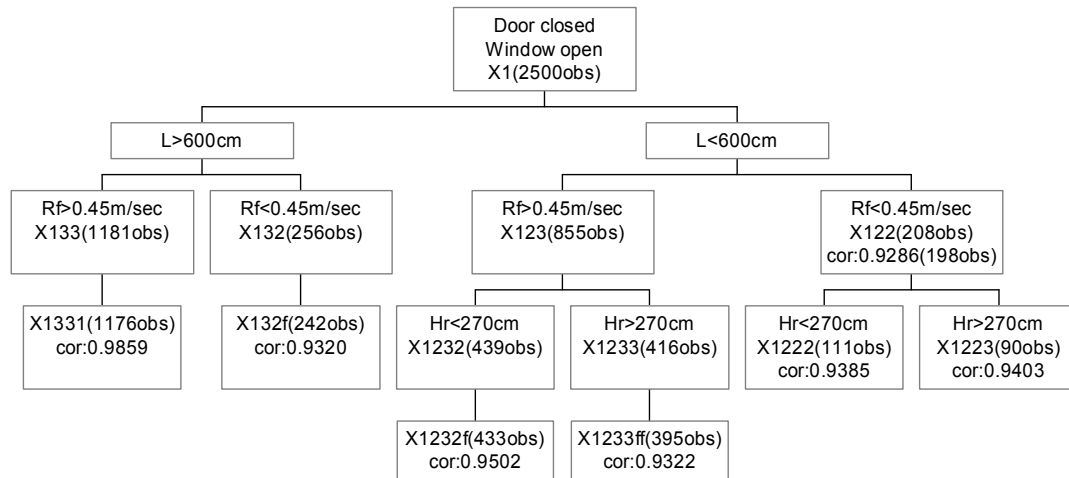 Door closed
Window open
X1(2500obs)
L>600cm
L<600cm
Rf>0.45m/sec
X133(1181obs)
Rf<0.45m/sec
X132(256obs)
Rf>0.45m/sec
X123(855obs)
Rf<0.45m/sec
X122(208obs)
cor:0.9286(198obs)
X1331(1176obs)
cor:0.9859
X132f(242obs)
cor:0.9320
Hr<270cm
X1232(439obs)
Hr>270cm
X1233(416obs)
Hr<270cm
X1222(111obs)
cor:0.9385
Hr>270cm
X1223(90obs)
cor:0.9403
X1232f(433obs)
cor:0.9502
X1233ff(395obs)
cor:0.9322